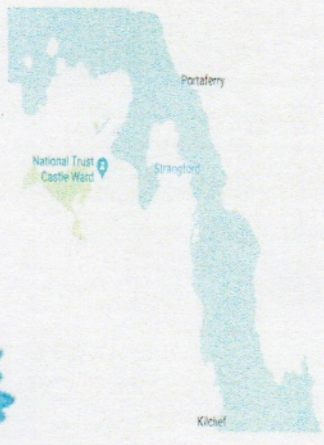 Portaferry
National Trust
Castle Ward
Strangford
Kilclief